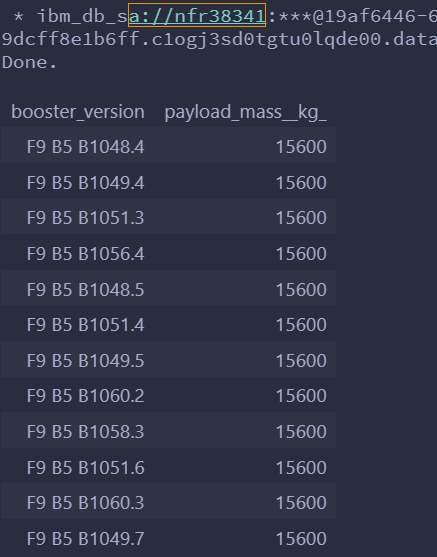 * ibm_db_sa://nfr38341:***@19af6446-6
9dcff8e1b6ff.c1ogj3sd0tgtu0lqde00.data
Done.
booster_version payload_mass__kg_
F9 B5 B1048.4 15600
F9 B5 B1049.4 15600
F9 B5 B1051.3 15600
F9 B5 B1056.4 15600
F9 B5 B1048.5 15600
F9 B5 B1051.4 15600
F9 B5 B1049.5 15600
F9 B5 B1060.2 15600
F9 B5 B1058.3 15600
F9 B5 B1051.6 15600
F9 B5 B1060.3 15600
F9 B5 B1049.7 15600